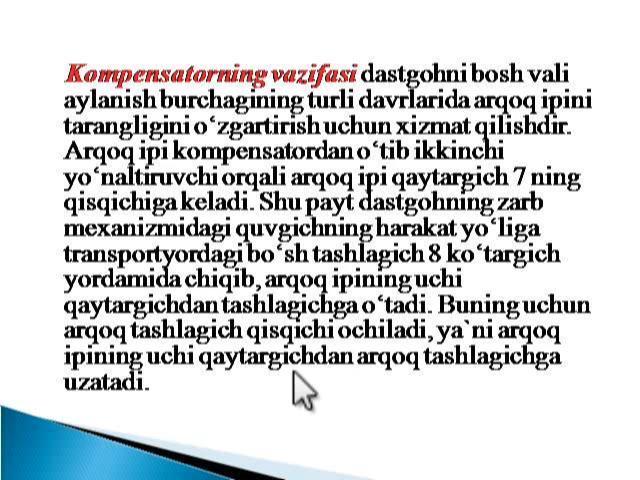 Kompensatorning vazifasi dastgohni bosh vali
aylanish burchagining turli davrlarida arqoq ipini
tarangligini o‘zgartirish uchun xizmat qilishdir.
Arqoq ipi kompensatordan o‘tib ikkinchi
yo‘naltiruvchi orqali arqoq ipi qaytargich 7 ning
qisqichiga keladi. Shu payt dastgohning zarb
mexanizmidagi quvgichning harakat yo‘liga
transportyordagi bo‘sh tashlagich 8 ko‘targich
yordamida chiqib, arqoq ipining uchi
qaytargichdan tashlagichga o‘tadi. Buning uchun
arqoq tashlagich qisqichi ochiladi, ya`ni arqoq
ipining uchi qaytargichdan arqoq tashlagichga
uzatadi.